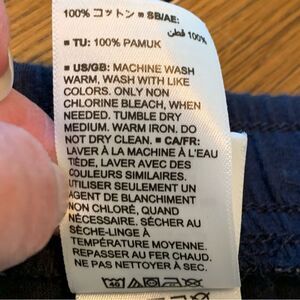 100% コットン ■ SB/AE:
100% قطن
■ TU: 100% PAMUK
■ US/GB: MACHINE WASH
WARM, WASH WITH LIKE
COLORS. ONLY NON
CHLORINE BLEACH, WHEN
NEEDED. TUMBLE DRY
MEDIUM. WARM IRON. DO
NOT DRY CLEAN. ■ CA/FR:
LAVER À LA MACHINE À L'EAU
TIÈDE, LAVER AVEC DES
COULEURS SIMILAIRES.
UTILISER SEULEMENT UN
AGENT DE BLANCHIMENT
NON CHLORÉ, QUAND
NÉCESSAIRE. SÉCHER AU
SÈCHE-LINGE À
TEMPÉRATURE MOYENNE.
REPASSER AU FER CHAUD.
NE PAS NETTOYER À SEC.